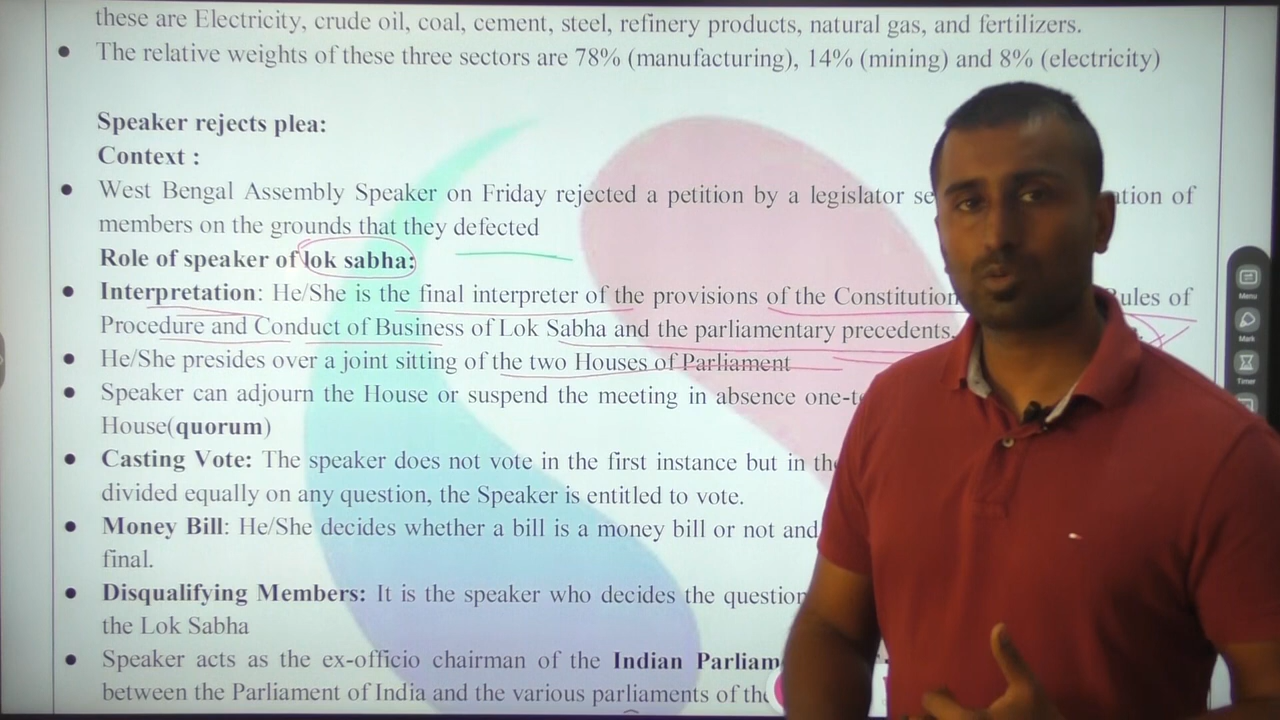 these are Electricity, crude oil, coal, cement, steel, refinery products, natural gas, and fertilizers.
● The relative weights of these three sectors are 78% (manufacturing), 14% (mining) and 8% (electricity)
Speaker rejects plea:
Context :
● West Bengal Assembly Speaker on Friday rejected a petition by a legislator of
members on the grounds that they defected
Role of speaker of lok sabha:
● Interpretation: He/She is the final interpreter of the provisions of the Constitution Rules of
Procedure and Conduct of Business of Lok Sabha and the parliamentary precedents,
● He/She presides over a joint sitting of the two Houses of Parliament
● Speaker can adjourn the House or suspend the meeting in absence
House(quorum)
● Casting Vote: The speaker does not vote in the first instance but in
divided equally on any question, the Speaker is entitled to vote.
● Money Bill: He/She decides whether a bill is a money bill or not and
final.
● Disqualifying Members: It is the speaker who decides the question
the Lok Sabha
● Speaker acts as the ex-officio chairman of the Indian
between the Parliament of India and the various parliaments of
Menu
Mark
Timer